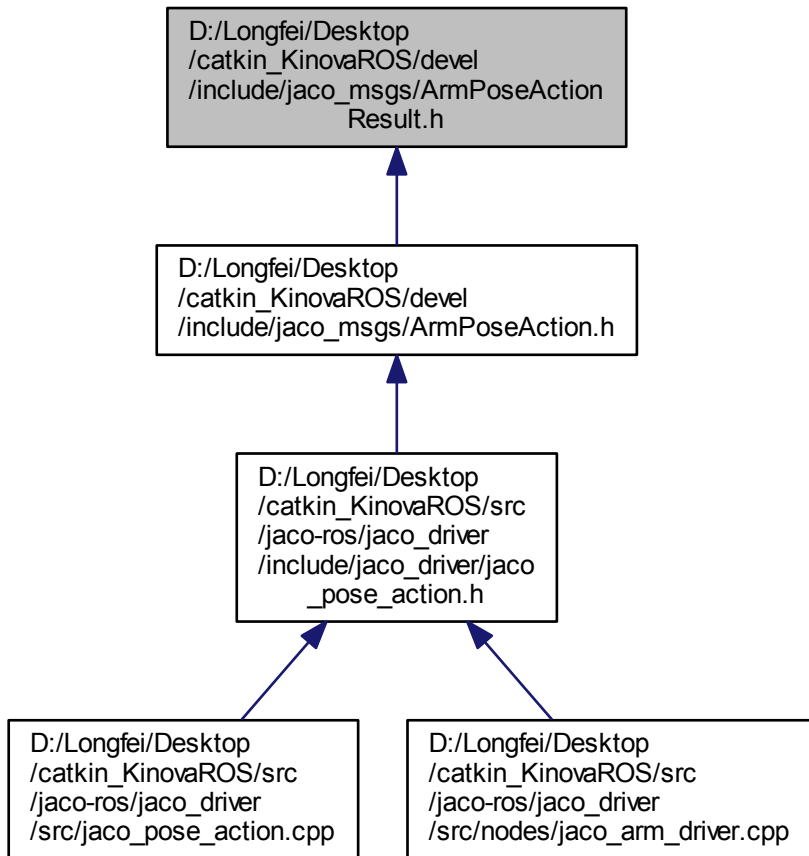 D:/Longfei/Desktop
/catkin_KinovaROS/devel
/include/jaco_msgs/ArmPoseAction
Result.h
D:/Longfei/Desktop
/catkin_KinovaROS/devel
/include/jaco_msgs/ArmPoseAction.h
D:/Longfei/Desktop
/catkin_KinovaROS/src
/jaco-ros/jaco_driver
/include/jaco_driver/jaco
_pose_action.h
D:/Longfei/Desktop
/catkin_KinovaROS/src
/jaco-ros/jaco_driver
/src/jaco_pose_action.cpp
D:/Longfei/Desktop
/catkin_KinovaROS/src
/jaco-ros/jaco_driver
/src/nodes/jaco_arm_driver.cpp